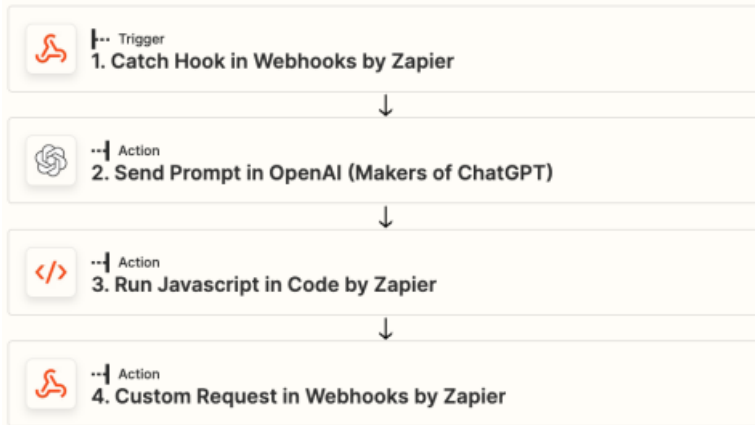 Trigger
1. Catch Hook in Webhooks by Zapier
Action
2. Send Prompt in OpenAI (Makers of ChatGPT)
Action
3. Run Javascript in Code by Zapier
Action
4. Custom Request in Webhooks by Zapier